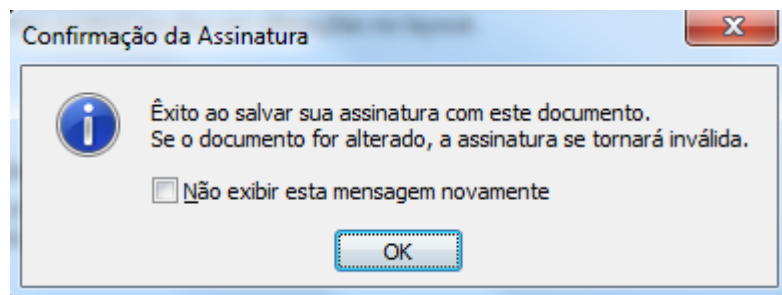 Confirmação da Assinatura
Êxito ao salvar sua assinatura com este documento.
Se o documento for alterado, a assinatura se tornará inválida.
Não exibir esta mensagem novamente
OK